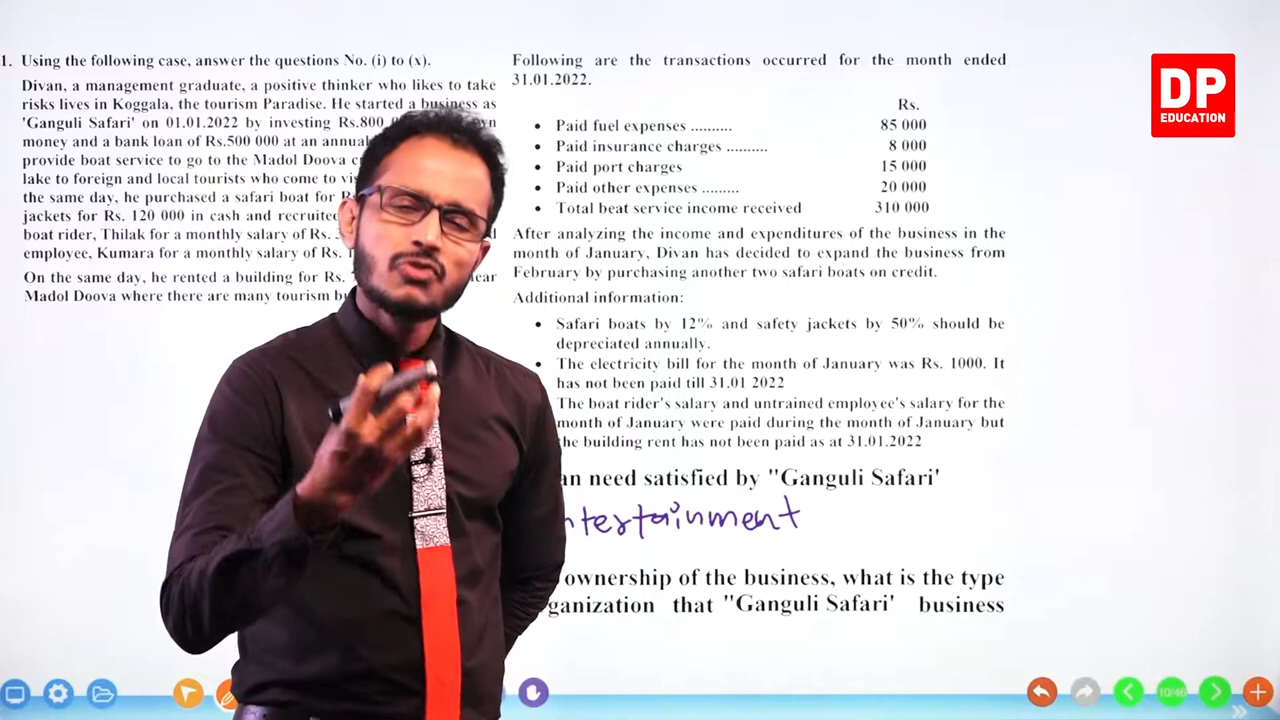 1. Using the following case, answer the questions No. (i) to (x).
Divan, a management graduate, a positive thinker who likes to take
risks lives in Koggala, the tourism Paradise. He started a business as
'Ganguli Safari' on 01.01.2022 by investing Rs.800
money and a bank loan of Rs.500 000 at an annual
provide boat service to go to the Madol Doova
lake to foreign and local tourists who come to
the same day, he purchased a safari boat for
jackets for Rs. 120 000 in cash and recruited
boat rider, Thilak for a monthly salary of Rs.
employee, Kumara for a monthly salary of Rs.
On the same day, he rented a building for Rs.
Madol Doova where there are many tourism
Following are the transactions occurred for the month ended
31.01.2022.
Rs.
• Paid fuel expenses .......... 85 000
• Paid insurance charges .......... 8 000
• Paid port charges 15 000
• Paid other expenses ......... 20 000
• Total beat service income received 310 000
After analyzing the income and expenditures of the business in the
month of January, Divan has decided to expand the business from
February by purchasing another two safari boats on credit.
Additional information:
• Safari boats by 12% and safety jackets by 50% should be
depreciated annually.
• The electricity bill for the month of January was Rs. 1000. It
has not been paid till 31.01 2022
The boat rider's salary and untrained employee's salary for the
month of January were paid during the month of January but
the building rent has not been paid as at 31.01.2022
need satisfied by "Ganguli Safari'
ntertainment
ownership of the business, what is the type
ganization that "Ganguli Safari' business
DP
EDUCATION
10/46